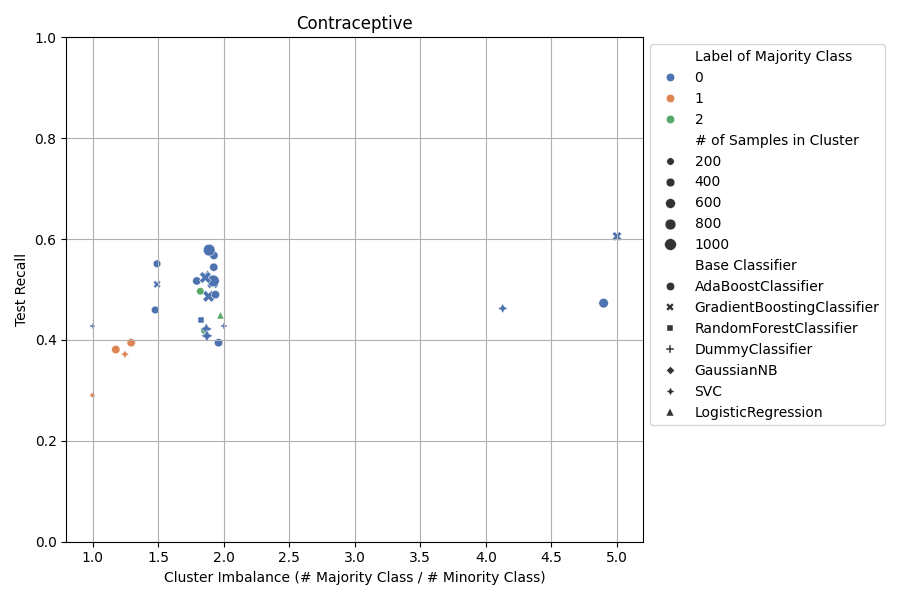 Contraceptive
1.0
0.8
0.6
0.4
0.2
0.0
Test Recall
1.0 1.5 2.0 2.5 3.0 3.5 4.0 4.5 5.0
Cluster Imbalance (# Majority Class / # Minority Class)
Label of Majority Class
0
1
2
# of Samples in Cluster
200
400
600
800
1000
Base Classifier
AdaBoostClassifier
GradientBoostingClassifier
RandomForestClassifier
DummyClassifier
GaussianNB
SVC
LogisticRegression